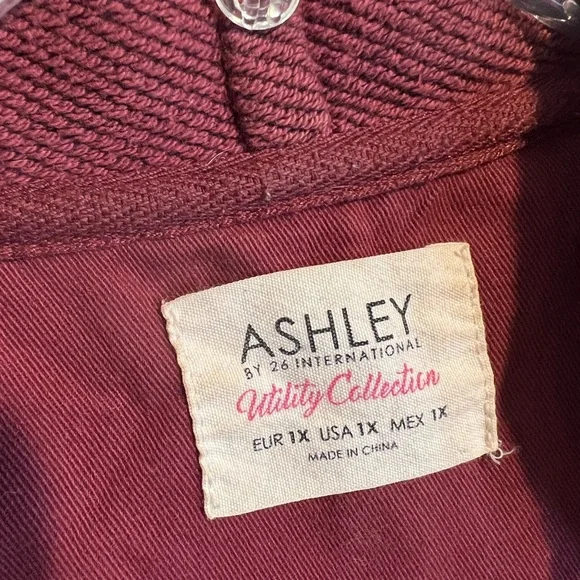 ASHLEY
BY 26 INTERNATIONAL
Utility Collection
EUR 1X USA 1X MEX 1X
MADE IN CHINA